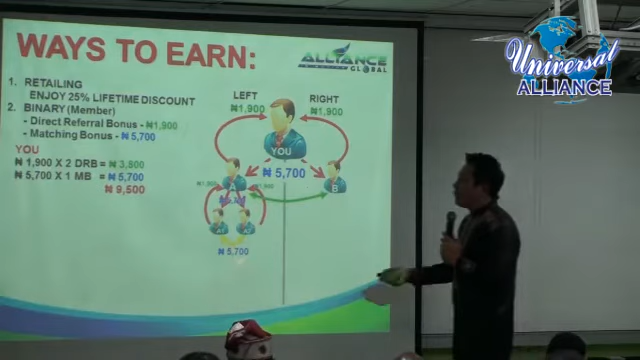 WAYS TO EARN:
ALLIANCE
GLOBAL
Universal
ALLIANCE
1. RETAILING
ENJOY 25% LIFETIME DISCOUNT
2. BINARY (Member)
- Direct Referral Bonus - ₦1,900
- Matching Bonus - ₦ 5,700
YOU
₦ 1,900 X 2 DRB = ₦ 3,800
₦ 5,700 X 1 MB = ₦ 5,700
₦ 9,500
LEFT RIGHT
₦1,900 ₦1,900
YOU
₦ 5,700
A B
₦ 5,700